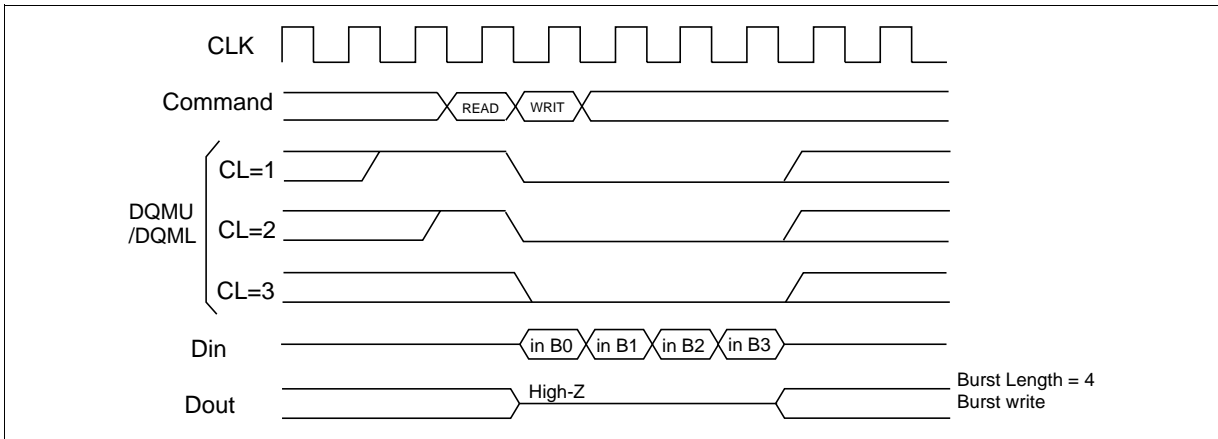 CLK
Command
READ
WRIT
DQMU
/DQML
CL=1
CL=2
CL=3
Din
in B0
in B1
in B2
in B3
Dout
High-Z
Burst Length = 4
Burst write